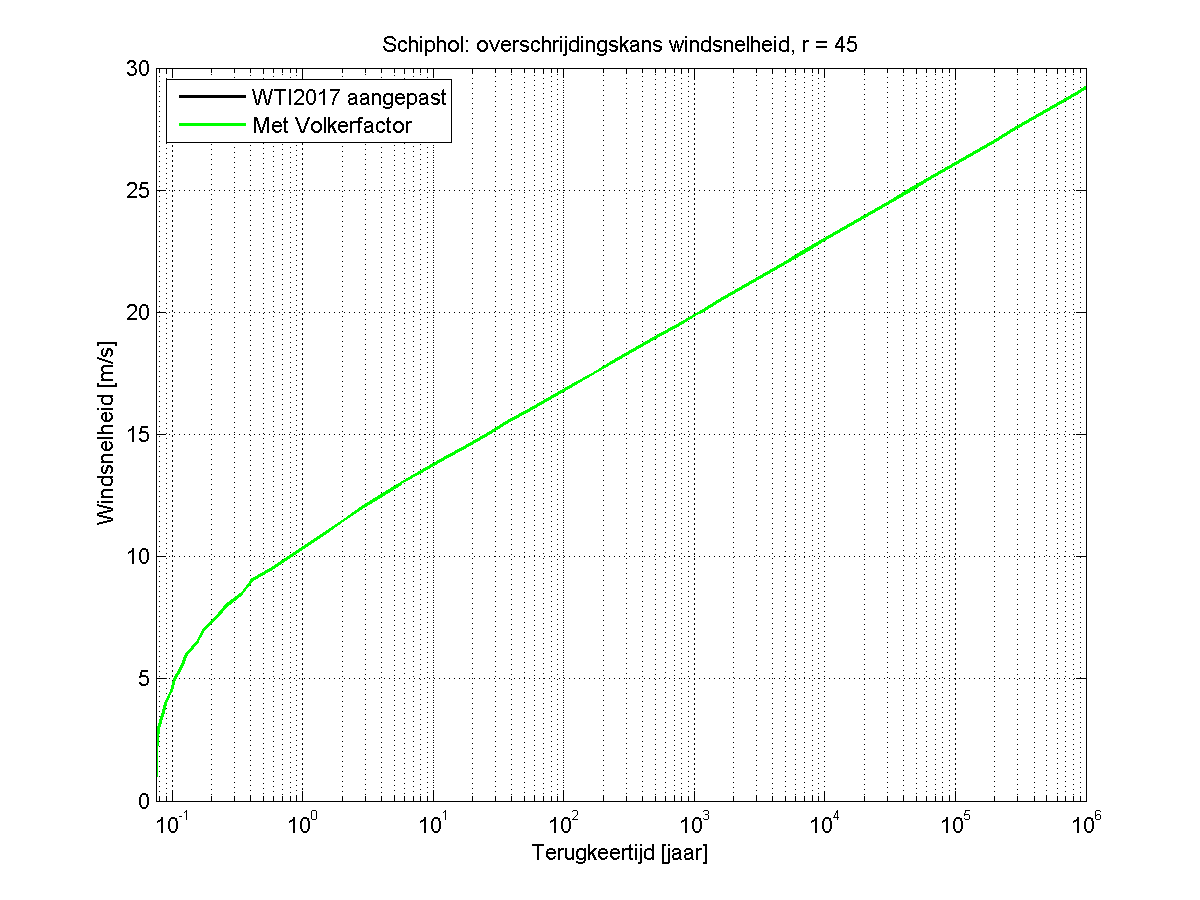 Schiphol: overschrijdingskans windsnelheid, r = 45
WTI2017 aangepast
Met Volkerfactor
30
25
20
15
10
5
0
Windsnelheid [m/s]
10^-1 10^0 10^1 10^2 10^3 10^4 10^5 10^6
Terugkeertijd [jaar]